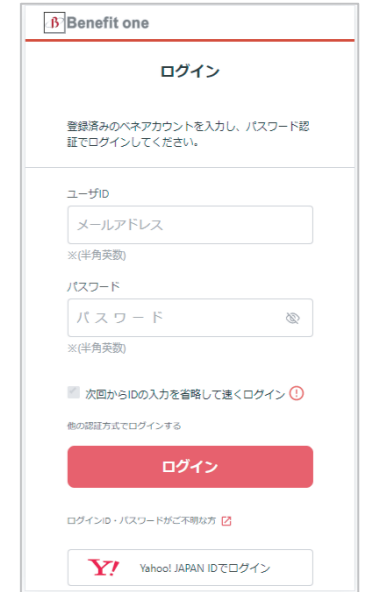 β Benefit one
ログイン
登録済みのベネアカウントを入力し、パスワード認
証でログインしてください。
ユーザID
メールアドレス
※(半角英数)
パスワード
パスワード
※(半角英数)
次回からIDの入力を省略して速くログイン
他の認証方式でログインする
ログイン
ログインID・パスワードがご不明な方
Y! Yahoo! JAPAN IDでログイン